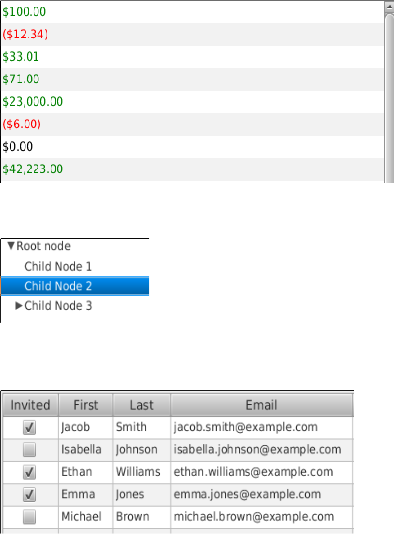 $100.00
($12.34)
$33.01
$71.00
$23,000.00
($6.00)
$0.00
$42,223.00
Root node
Child Node 1
Child Node 2
Child Node 3
Invited First Last Email
Jacob Smith jacob.smith@example.com
Isabella Johnson isabella.johnson@example.com
Ethan Williams ethan.williams@example.com
Emma Jones emma.jones@example.com
Michael Brown michael.brown@example.com